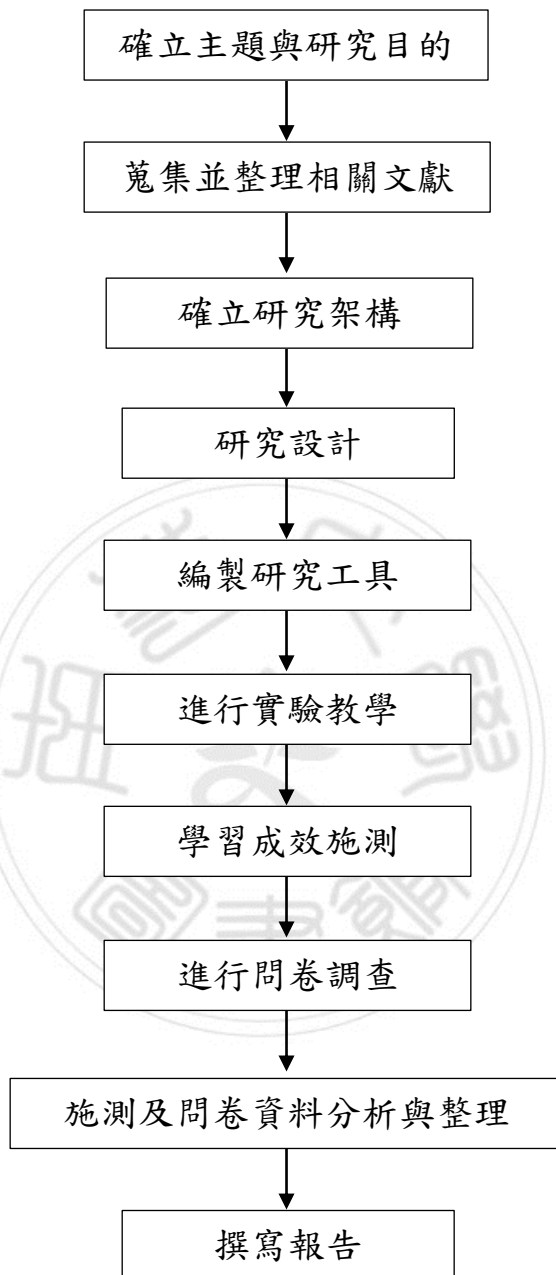 確立主題與研究目的
蒐集並整理相關文獻
確立研究架構
研究設計
編製研究工具
進行實驗教學
學習成效施測
進行問卷調查
施測及問卷資料分析與整理
撰寫報告